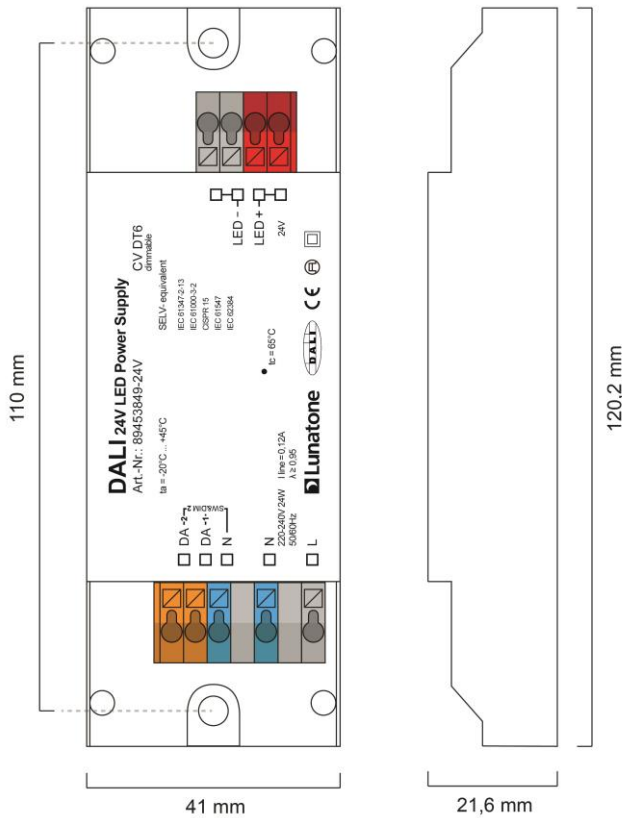 110 mm
120.2 mm
41 mm
21,6 mm
DALI 24V LED Power Supply
Art.-Nr.: 89453849-24V
CV DT6
dimmable
ta = -20°C ... +45°C
SELV- equivalent
IEC 61347-2-13
IEC 61000-3-2
CISPR 15
IEC 61547
IEC 62384
tc = 65°C
LED -
LED +
24V
DA -2-
DA -1-
N
SW&DIM 2
N
L
220-240V 24W
50/60Hz
I line = 0,12A
λ ≥ 0,95
Lunatone
DALI
CE